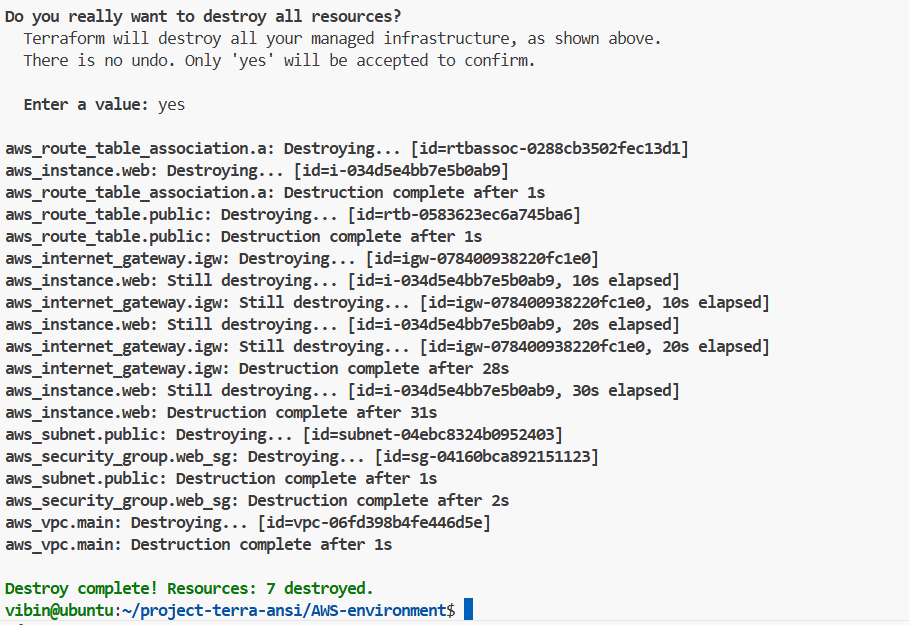 Do you really want to destroy all resources?
Terraform will destroy all your managed infrastructure, as shown above.
There is no undo. Only 'yes' will be accepted to confirm.
Enter a value: yes
aws_route_table_association.a: Destroying... [id=rtbassoc-0288cb3502fec13d1]
aws_instance.web: Destroying... [id=i-034d5e4bb7e5b0ab9]
aws_route_table_association.a: Destruction complete after 1s
aws_route_table.public: Destroying... [id=rtb-0583623ec6a745ba6]
aws_route_table.public: Destruction complete after 1s
aws_internet_gateway.igw: Destroying... [id=igw-078400938220fc1e0]
aws_instance.web: Still destroying... [id=i-034d5e4bb7e5b0ab9, 10s elapsed]
aws_internet_gateway.igw: Still destroying... [id=igw-078400938220fc1e0, 10s elapsed]
aws_instance.web: Still destroying... [id=i-034d5e4bb7e5b0ab9, 20s elapsed]
aws_internet_gateway.igw: Still destroying... [id=igw-078400938220fc1e0, 20s elapsed]
aws_internet_gateway.igw: Destruction complete after 28s
aws_instance.web: Still destroying... [id=i-034d5e4bb7e5b0ab9, 30s elapsed]
aws_instance.web: Destruction complete after 31s
aws_subnet.public: Destroying... [id=subnet-04ebc8324b0952403]
aws_security_group.web_sg: Destroying... [id=sg-04160bca892151123]
aws_subnet.public: Destruction complete after 1s
aws_security_group.web_sg: Destruction complete after 2s
aws_vpc.main: Destroying... [id=vpc-06fd398b4fe446d5e]
aws_vpc.main: Destruction complete after 1s
Destroy complete! Resources: 7 destroyed.
vibin@ubuntu:~/project-terra-ansi/AWS-environment$